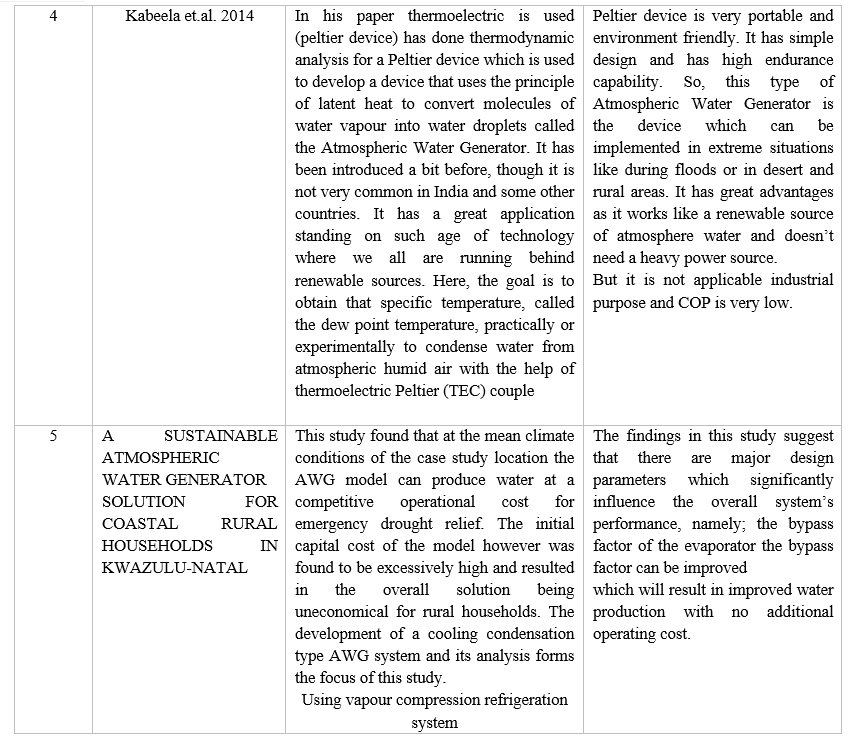 4
Kabeela et.al. 2014
In his paper thermoelectric is used
(peltier device) has done thermodynamic
analysis for a Peltier device which is used
to develop a device that uses the principle
of latent heat to convert molecules of
water vapour into water droplets called
the Atmospheric Water Generator. It has
been introduced a bit before, though it is
not very common in India and some other
countries. It has a great application
standing on such age of technology
where we all are running behind
renewable sources. Here, the goal is to
obtain that specific temperature, called
the dew point temperature, practically or
experimentally to condense water from
atmospheric humid air with the help of
thermoelectric Peltier (TEC) couple
Peltier device is very portable and
environment friendly. It has simple
design and has high endurance
capability. So, this type of
Atmospheric Water Generator is
the device which can be
implemented in extreme situations
like during floods or in desert and
rural areas. It has great advantages
as it works like a renewable source
of atmosphere water and doesn't
need a heavy power source.
But it is not applicable industrial
purpose and COP is very low.
5
A SUSTAINABLE
ATMOSPHERIC
WATER GENERATOR
SOLUTION FOR
COASTAL RURAL
HOUSEHOLDS IN
KWAZULU-NATAL
This study found that at the mean climate
conditions of the case study location the
AWG model can produce water at a
competitive operational cost for
emergency drought relief. The initial
capital cost of the model however was
found to be excessively high and resulted
in the overall solution being
uneconomical for rural households. The
development of a cooling condensation
type AWG system and its analysis forms
the focus of this study.
Using vapour compression refrigeration
system
The findings in this study suggest
that there are major design
parameters which significantly
influence the overall system's
performance, namely; the bypass
factor of the evaporator the bypass
factor can be improved
which will result in improved water
production with no additional
operating cost.